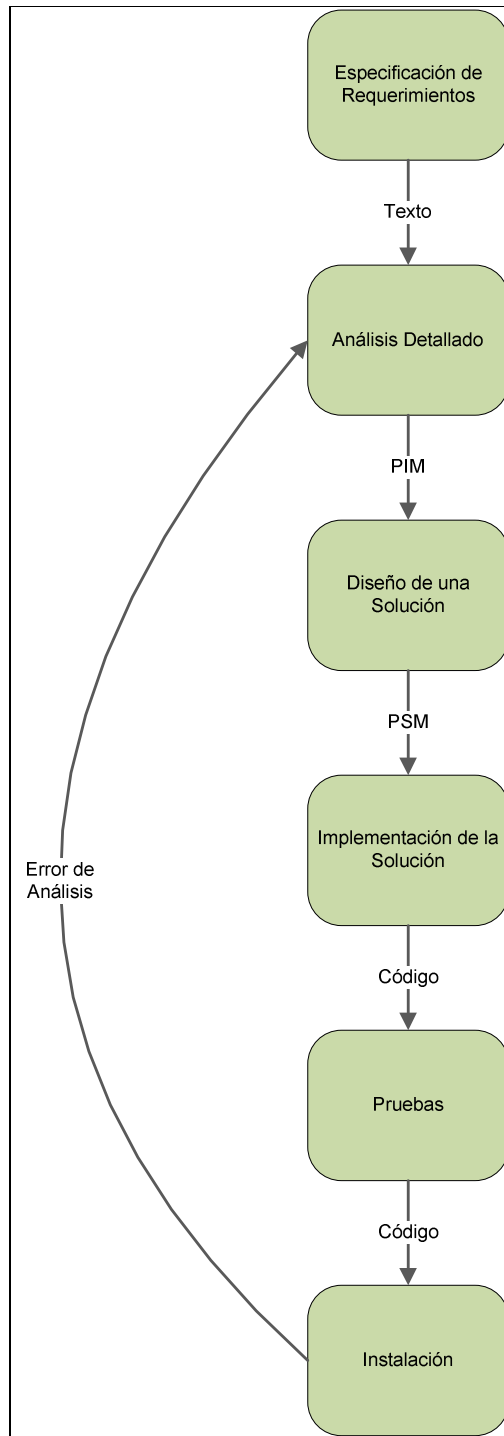 Especificación de
Requerimientos
Texto
Análisis Detallado
PIM
Diseño de una
Solución
PSM
Implementación de la
Solución
Error de
Análisis
Código
Pruebas
Código
Instalación